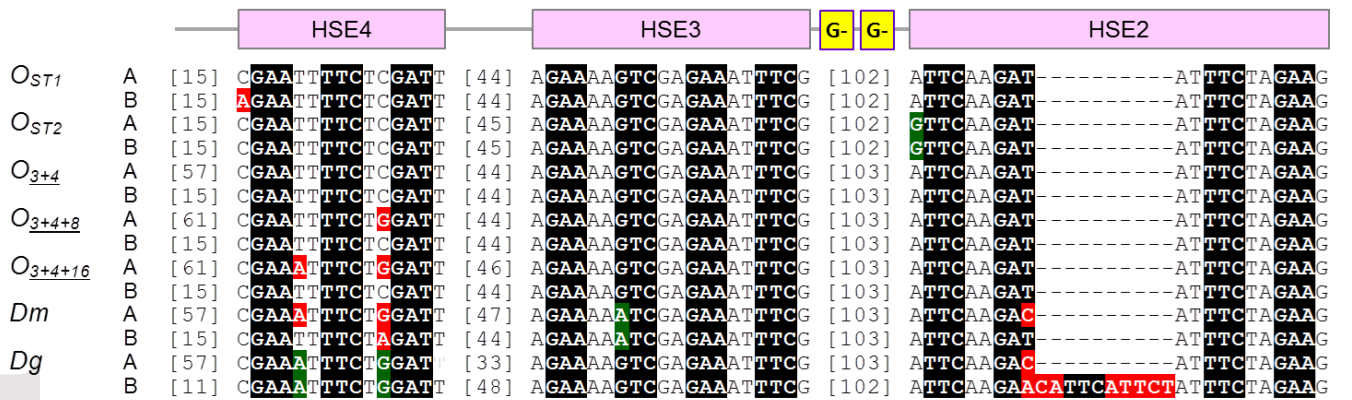 HSE4 HSE3 G- G- HSE2
O_ST1 A [15] CGAATTTTCTCGATT [44] AGAAAAGTCGAGAAATTTCG [102] ATTCAAGAT----------ATTTCTAGAAG
B [15] AGAATTTTCTCGATT [44] AGAAAAGTCGAGAAATTTCG [102] ATTCAAGAT----------ATTTCTAGAAG
O_ST2 A [15] CGAATTTTCTCGATT [45] AGAAAAGTCGAGAAATTTCG [102] GTTCAAGAT----------ATTTCTAGAAG
B [15] CGAATTTTCTCGATT [45] AGAAAAGTCGAGAAATTTCG [102] GTTCAAGAT----------ATTTCTAGAAG
O_3+4 A [57] CGAATTTTCTCGATT [44] AGAAAAGTCGAGAAATTTCG [103] ATTCAAGAT----------ATTTCTAGAAG
B [15] CGAATTTTCTCGATT [44] AGAAAAGTCGAGAAATTTCG [103] ATTCAAGAT----------ATTTCTAGAAG
O_3+4+8 A [61] CGAATTTTCTGGATT [44] AGAAAAGTCGAGAAATTTCG [103] ATTCAAGAT----------ATTTCTAGAAG
B [15] CGAATTTTCTCGATT [44] AGAAAAGTCGAGAAATTTCG [103] ATTCAAGAT----------ATTTCTAGAAG
O_3+4+16 A [61] CGAAATTTCTGGATT [46] AGAAAAGTCGAGAAATTTCG [103] ATTCAAGAT----------ATTTCTAGAAG
B [15] CGAATTTTCTCGATT [44] AGAAAAGTCGAGAAATTTCG [103] ATTCAAGAT----------ATTTCTAGAAG
Dm A [57] CGAAATTTCTGGATT [47] AGAAAAATCGAGAAATTTCG [103] ATTCAAGAC----------ATTTCTAGAAG
B [15] CGAATTTTCTAGATT [44] AGAAAAATCGAGAAATTTCG [103] ATTCAAGAT----------ATTTCTAGAAG
Dg A [57] CGAAATTTCTGGATT [33] AGAAAAGTCGAGAAATTTCG [103] ATTCAAGAC----------ATTTCTAGAAG
B [11] CGAAATTTCTGGATT [48] AGAAAAGTCGAGAAATTTCG [102] ATTCAAGAACATTCATTCTATTTCTAGAAG